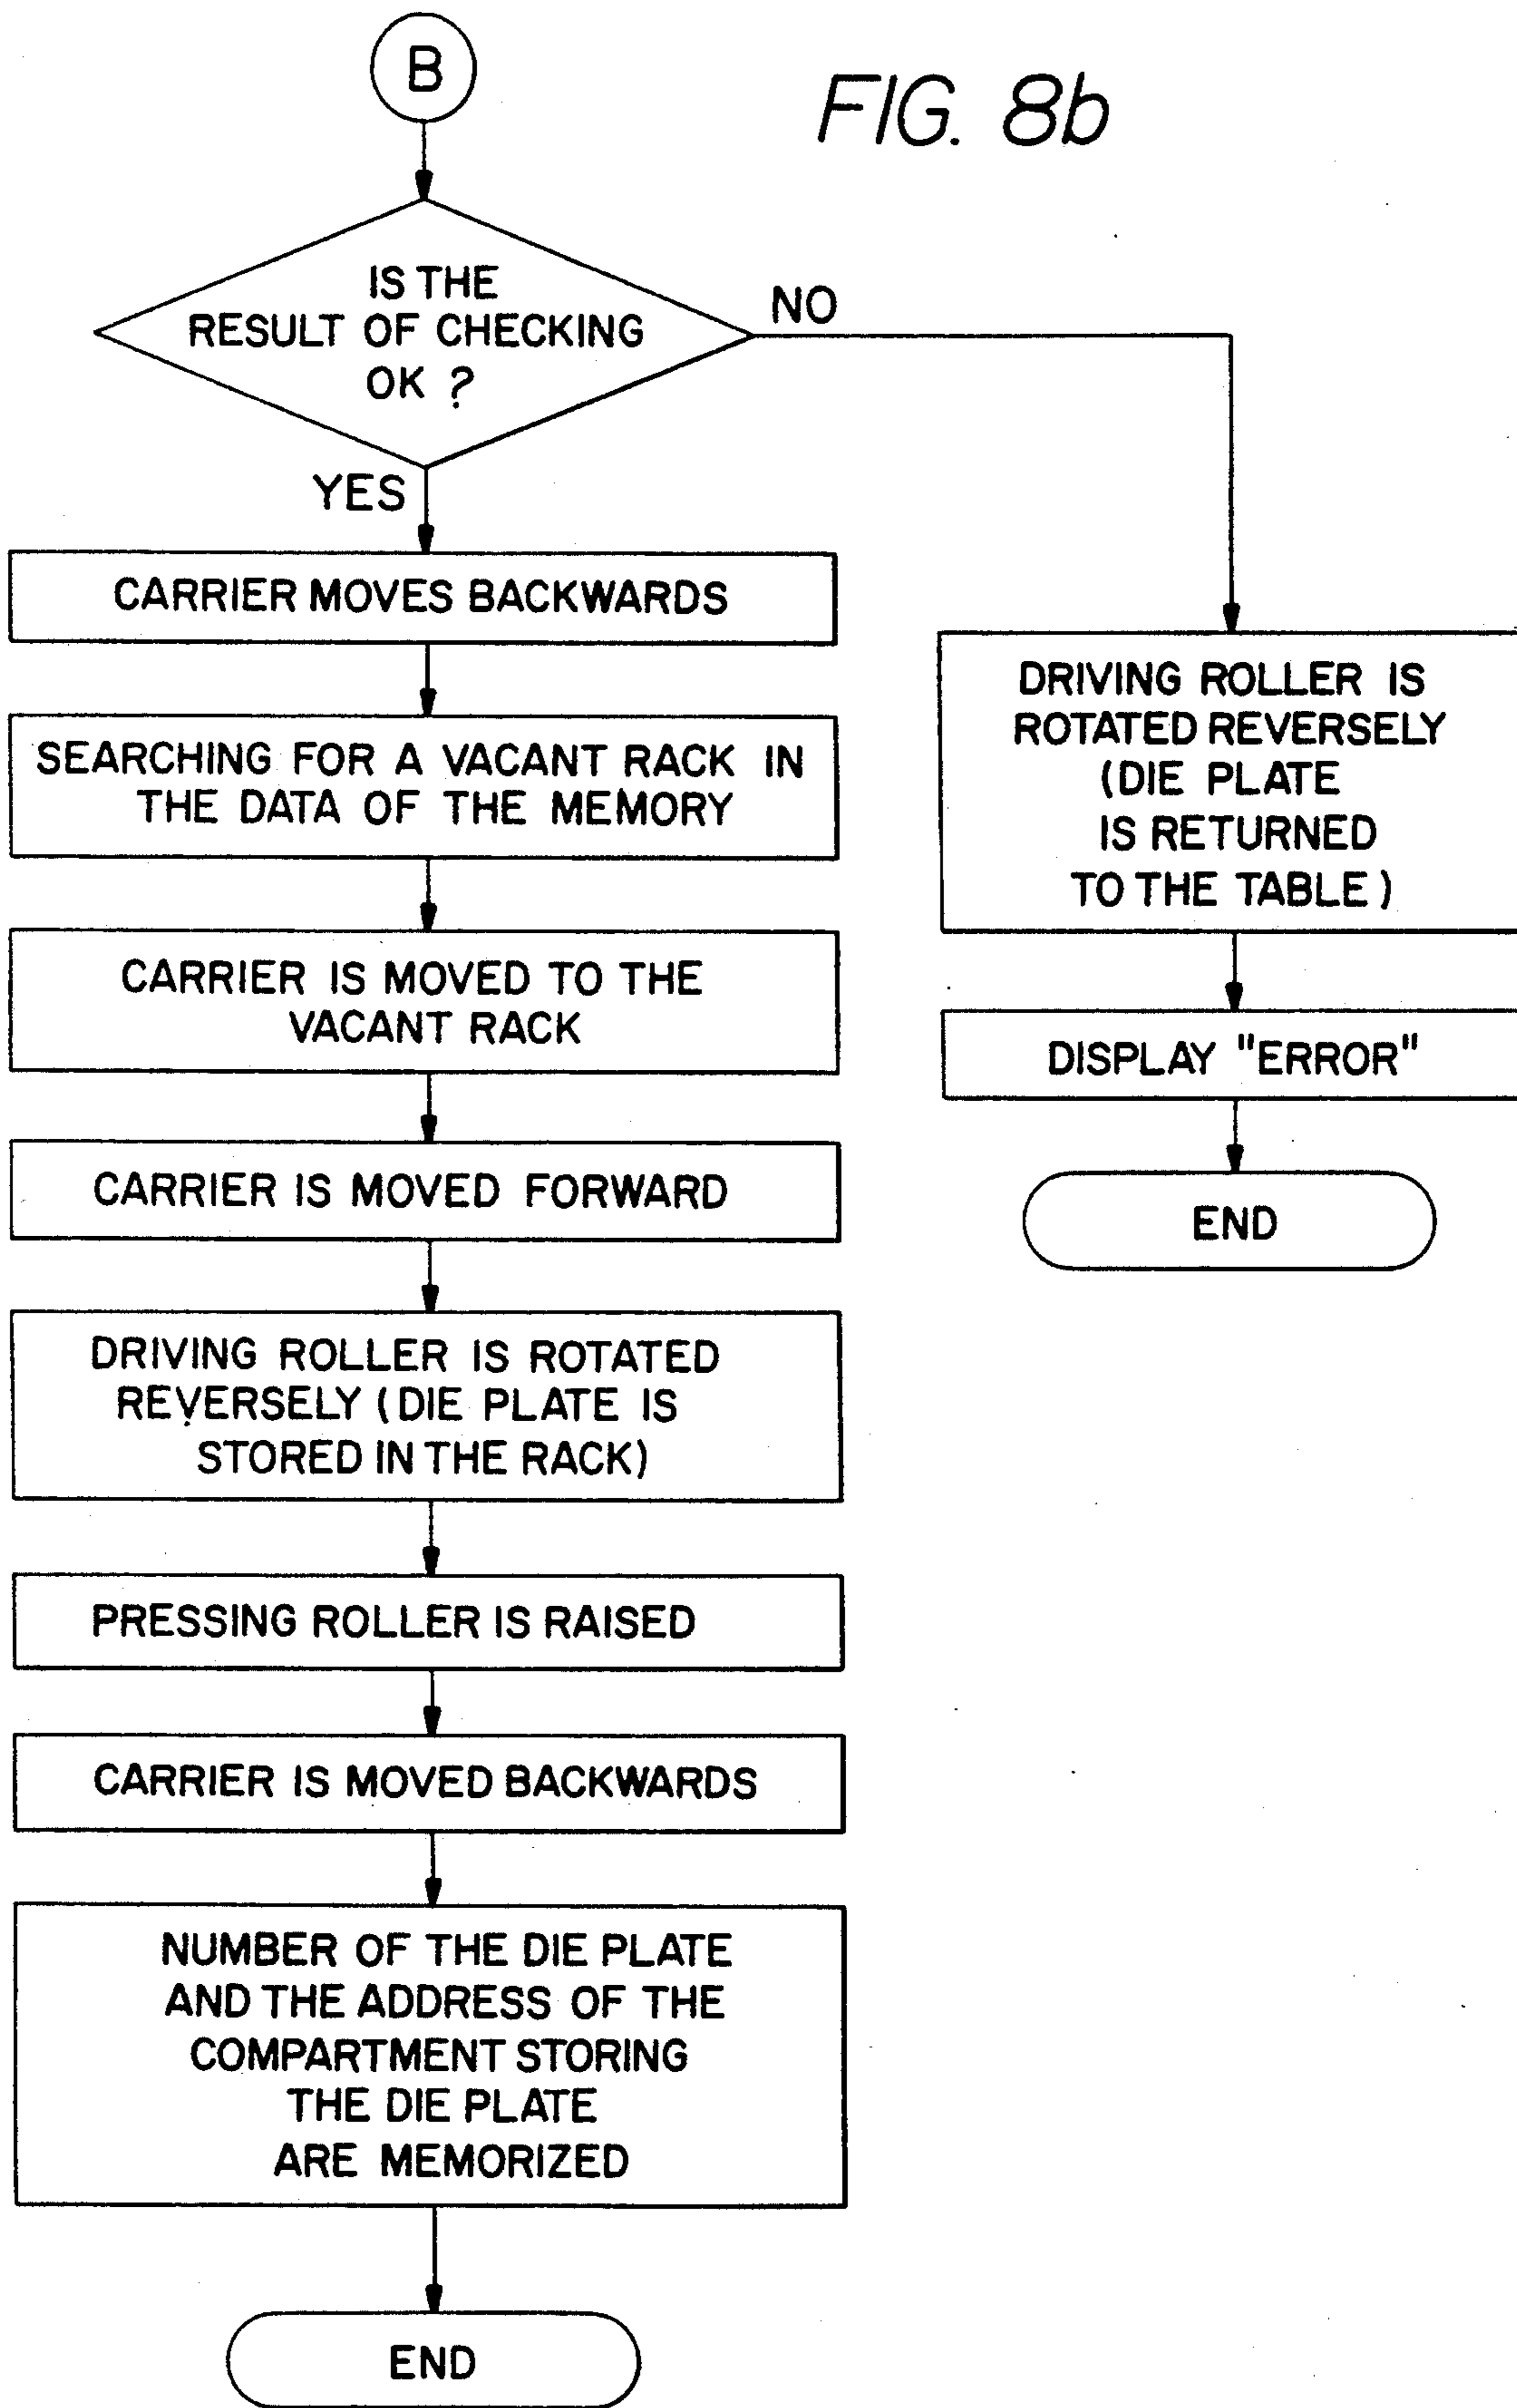 B
FIG. 8b
IS THE
RESULT OF CHECKING
OK ?
NO
YES
CARRIER MOVES BACKWARDS
SEARCHING FOR A VACANT RACK IN
THE DATA OF THE MEMORY
CARRIER IS MOVED TO THE
VACANT RACK
CARRIER IS MOVED FORWARD
DRIVING ROLLER IS ROTATED
REVERSELY (DIE PLATE IS
STORED IN THE RACK)
PRESSING ROLLER IS RAISED
CARRIER IS MOVED BACKWARDS
NUMBER OF THE DIE PLATE
AND THE ADDRESS OF THE
COMPARTMENT STORING
THE DIE PLATE
ARE MEMORIZED
END
DRIVING ROLLER IS
ROTATED REVERSELY
(DIE PLATE
IS RETURNED
TO THE TABLE)
DISPLAY "ERROR"
END